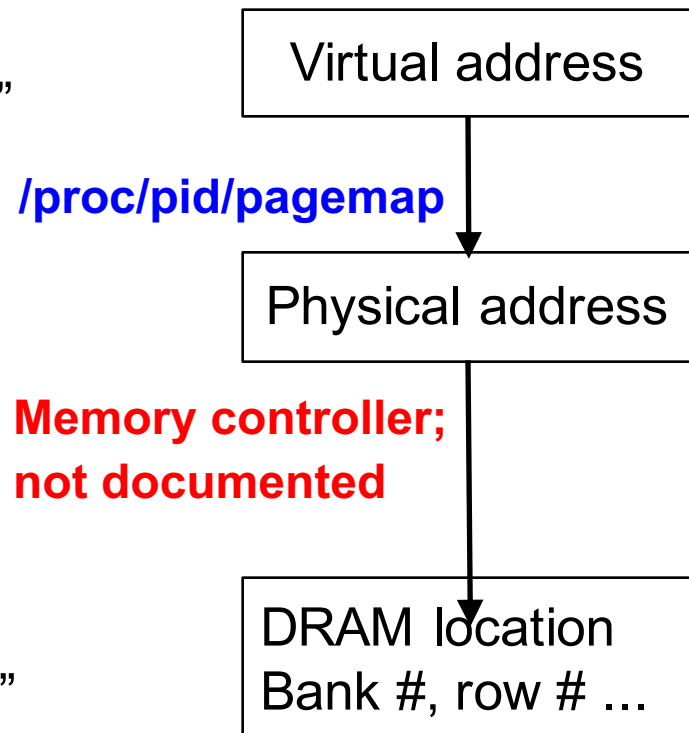 Virtual address
”
/proc/pid/pagemap
Physical address
Memory controller;
not documented
DRAM location
”
Bank #, row # ...